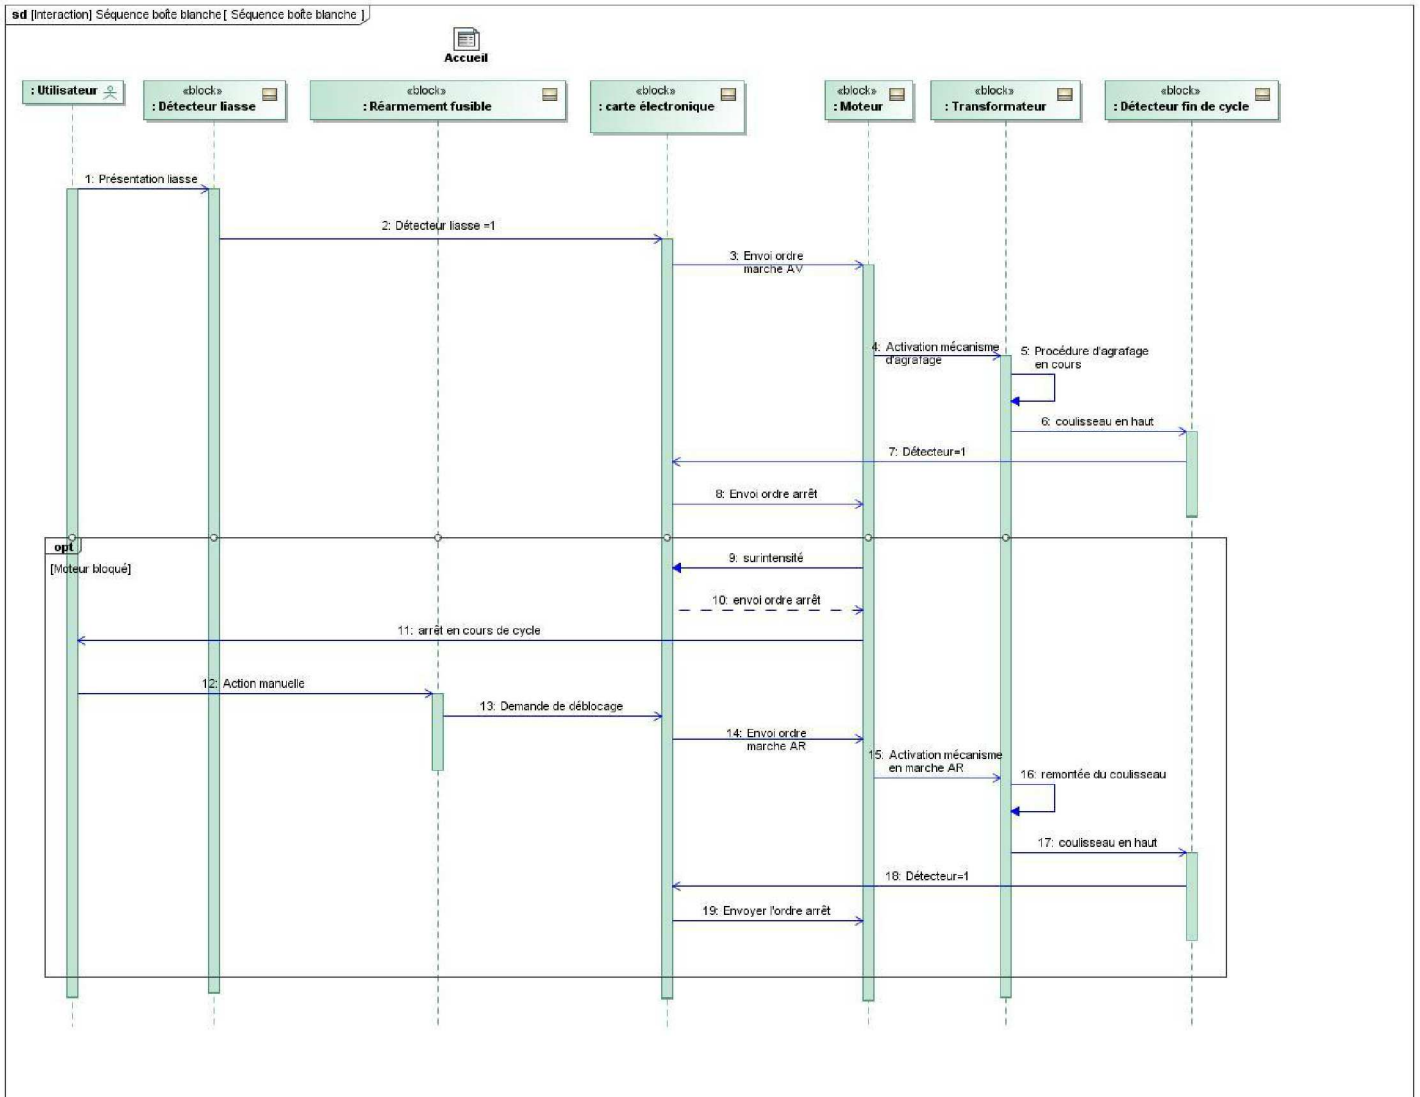 sd [Interaction] Séquence boîte blanche [ Séquence boîte blanche ]
Accueil
: Utilisateur
«block»
: Détecteur liasse
«block»
: Réarmement fusible
«block»
: carte électronique
«block»
: Moteur
«block»
: Transformateur
«block»
: Détecteur fin de cycle
1: Présentation liasse
2: Détecteur liasse =1
3: Envoi ordre
marche AV
4: Activation mécanisme
d'agrafage
5: Procédure d'agrafage
en cours
6: coulisseau en haut
7: Détecteur=1
8: Envoi ordre arrêt
opt
[Moteur bloqué]
9: surintensité
10: envoi ordre arrêt
11: arrêt en cours de cycle
12: Action manuelle
13: Demande de déblocage
14: Envoi ordre
marche AR
15: Activation mécanisme
en marche AR
16: remontée du coulisseau
17: coulisseau en haut
18: Détecteur=1
19: Envoyer l'ordre arrêt